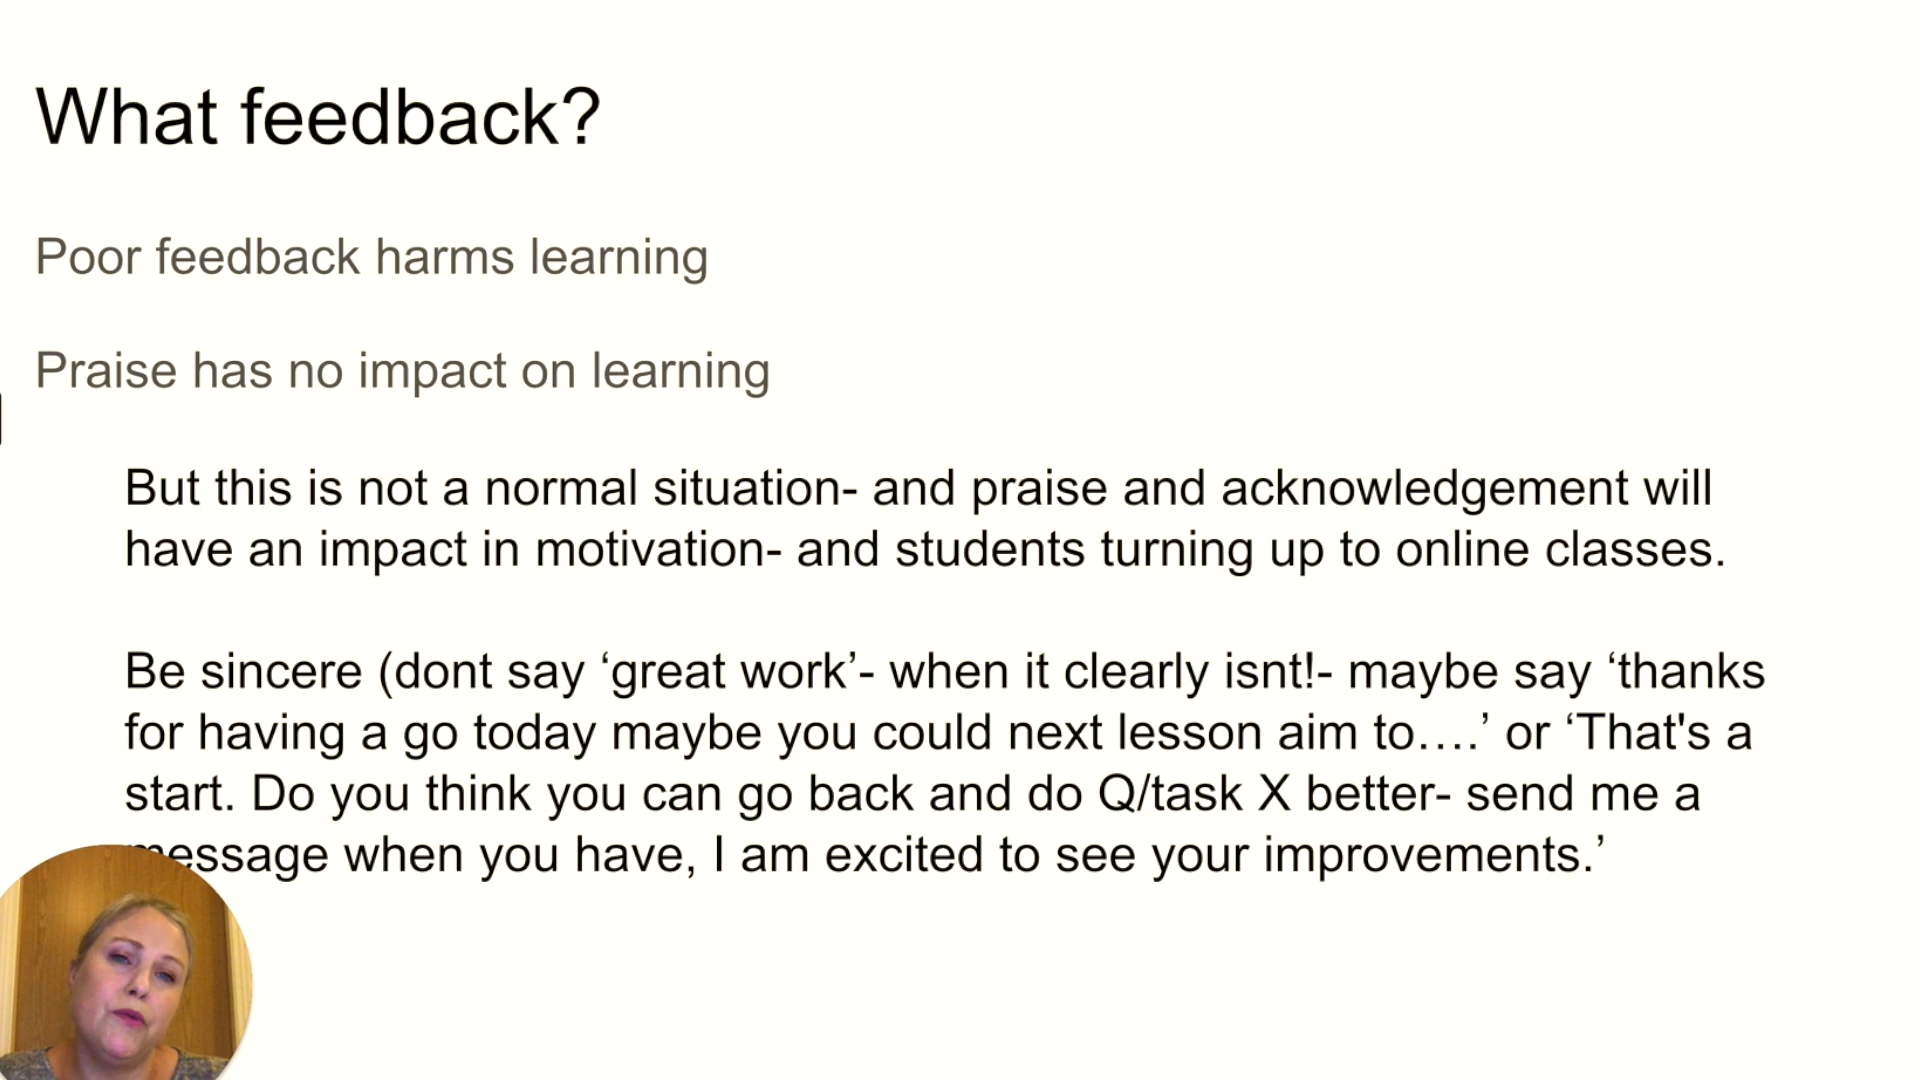 What feedback?
Poor feedback harms learning
Praise has no impact on learning
But this is not a normal situation- and praise and acknowledgement will
have an impact in motivation- and students turning up to online classes.
Be sincere (dont say ‘great work’- when it clearly isnt!- maybe say ‘thanks
for having a go today maybe you could next lesson aim to….’ or ‘That's a
start. Do you think you can go back and do Q/task X better- send me a
message when you have, I am excited to see your improvements.’